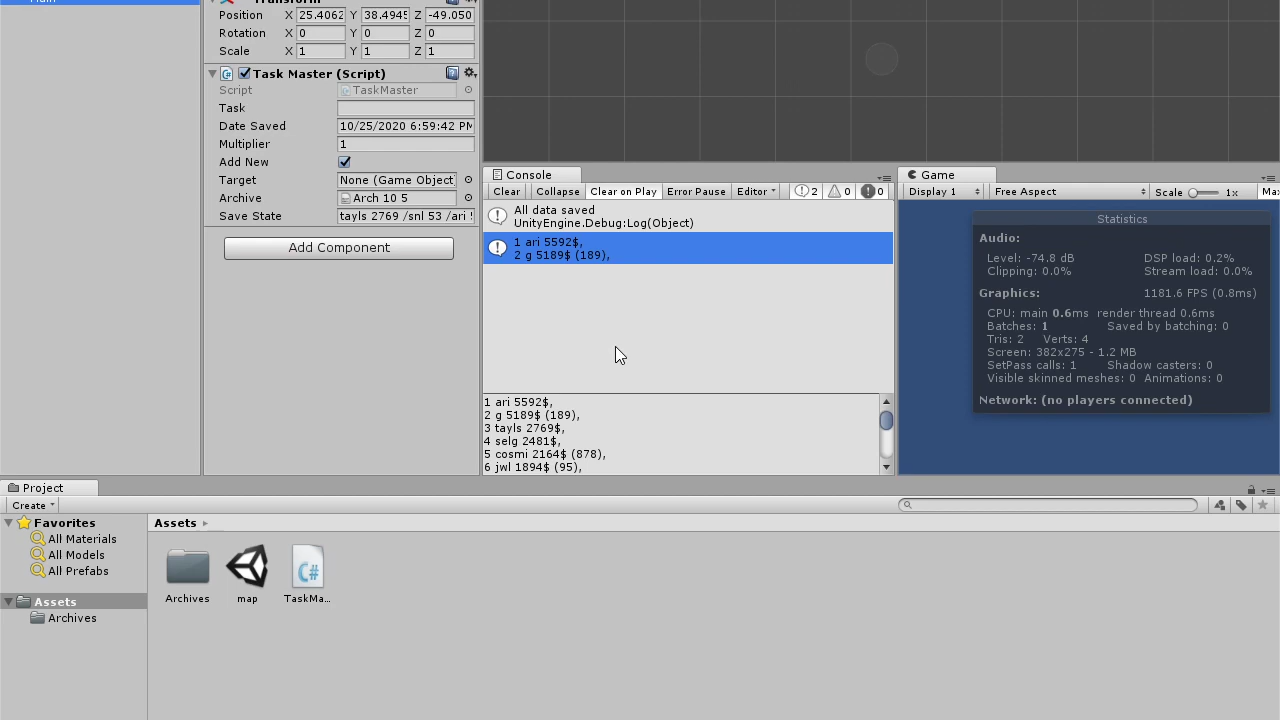 Position X 25.4062 Y 38.4945 Z -49.050
Rotation X 0 Y 0 Z 0
Scale X 1 Y 1 Z 1
Task Master (Script)
Script TaskMaster
Task
Date Saved 10/25/2020 6:59:42 PM
Multiplier 1
Add New
Target None (Game Object)
Archive Arch 10 5
Save State tayls 2769 /snl 53 /ari
Add Component
Console
Clear Collapse Clear on Play Error Pause Editor 2 0 0
All data saved
UnityEngine.Debug:Log(Object)
1 ari 5592$,
2 g 5189$ (189),
1 ari 5592$,
2 g 5189$ (189),
3 tayls 2769$,
4 selg 2481$,
5 cosmi 2164$ (878),
6 jwl 1894$ (95),
Game
Display 1 Free Aspect Scale 1x Max
Statistics
Audio:
Level: -74.8 dB DSP load: 0.2%
Clipping: 0.0% Stream load: 0.0%
Graphics: 1181.6 FPS (0.8ms)
CPU: main 0.6ms render thread 0.6ms
Batches: 1 Saved by batching: 0
Tris: 2 Verts: 4
Screen: 382x275 - 1.2 MB
SetPass calls: 1 Shadow casters: 0
Visible skinned meshes: 0 Animations: 0
Network: (no players connected)
Project
Create
Favorites
All Materials
All Models
All Prefabs
Assets
Archives
Assets
Archives map TaskMa...